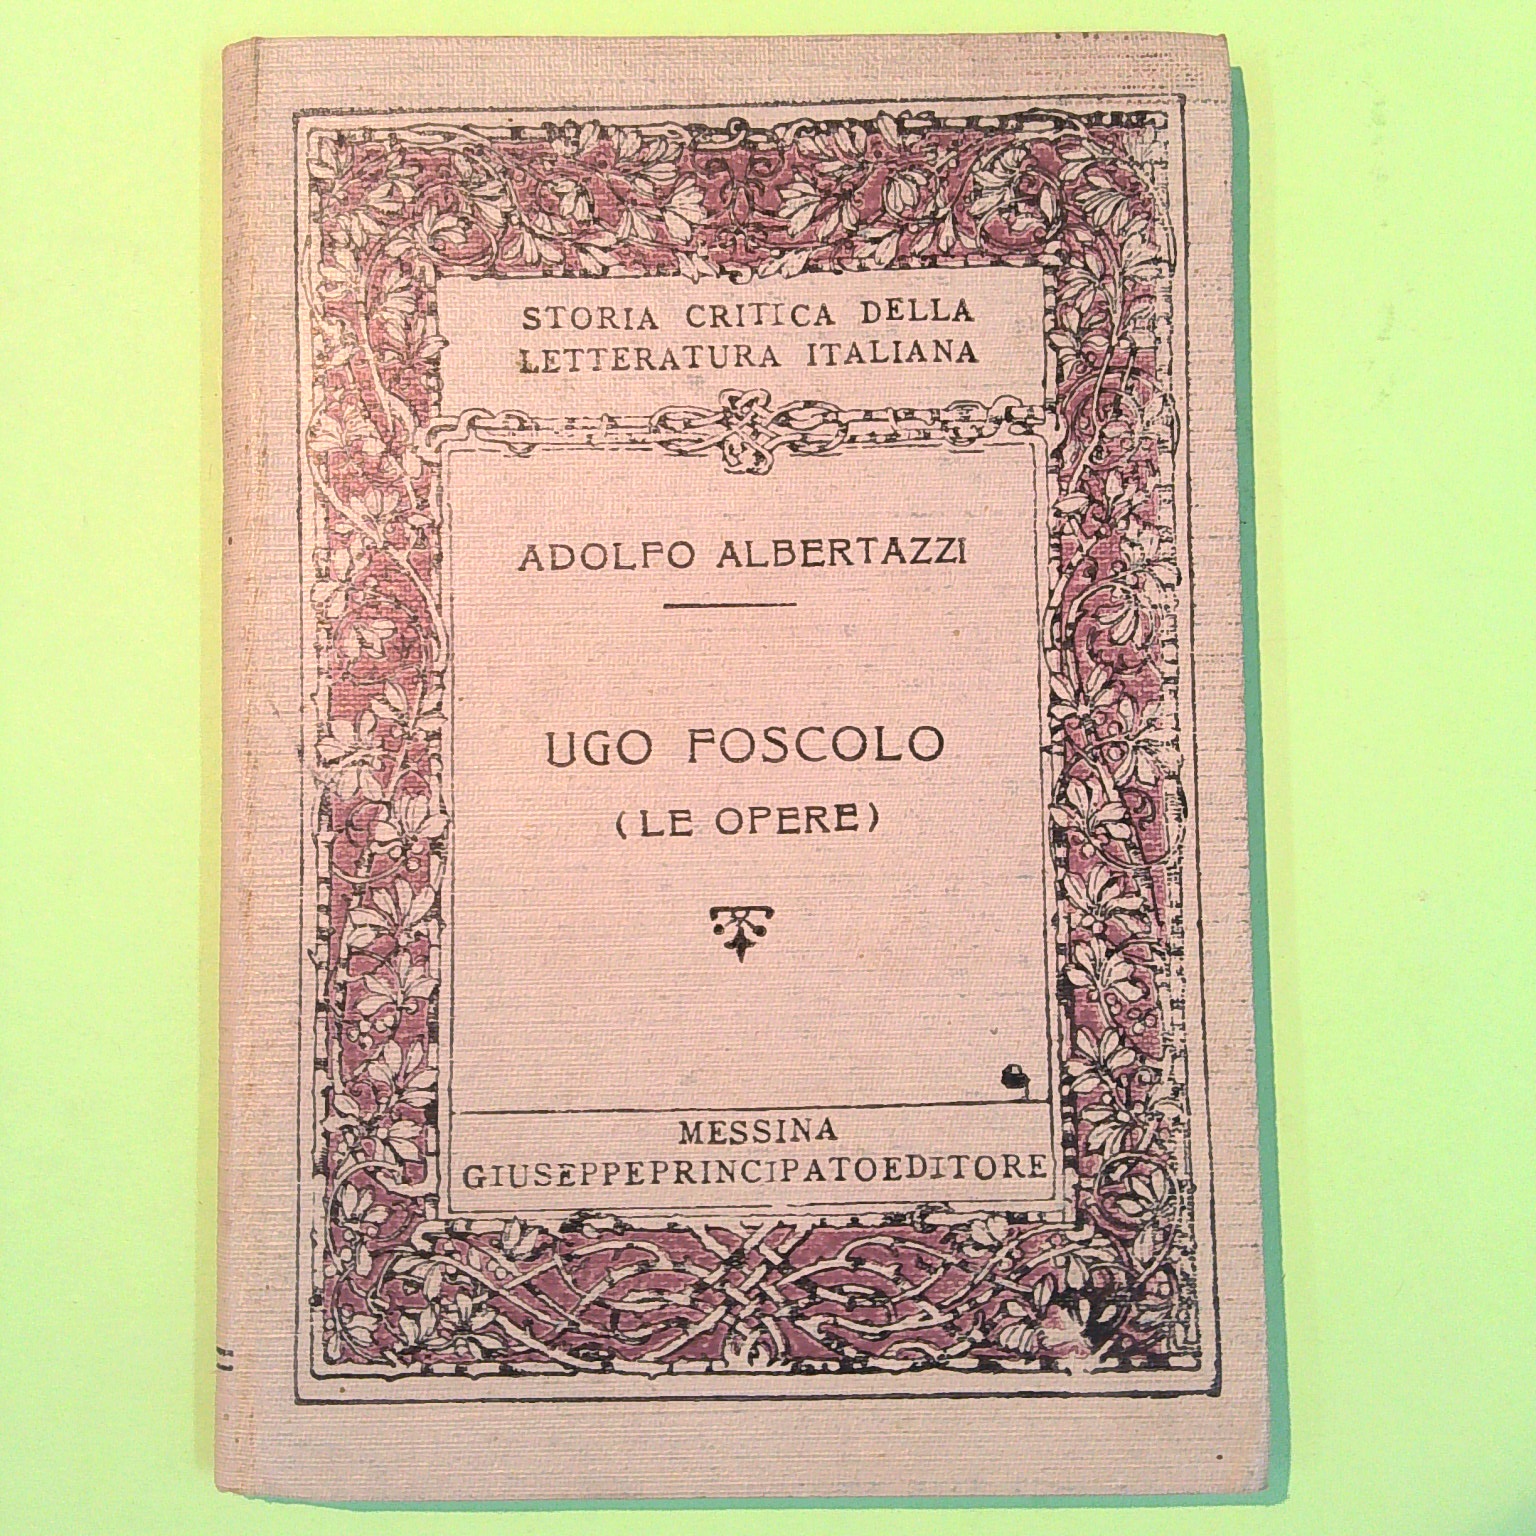 STORIA CRITICA DELLA
LETTERATURA ITALIANA
ADOLFO ALBERTAZZI
UGO FOSCOLO
(LE OPERE)
MESSINA
GIUSEPPEPRINCIPATOEDITORE